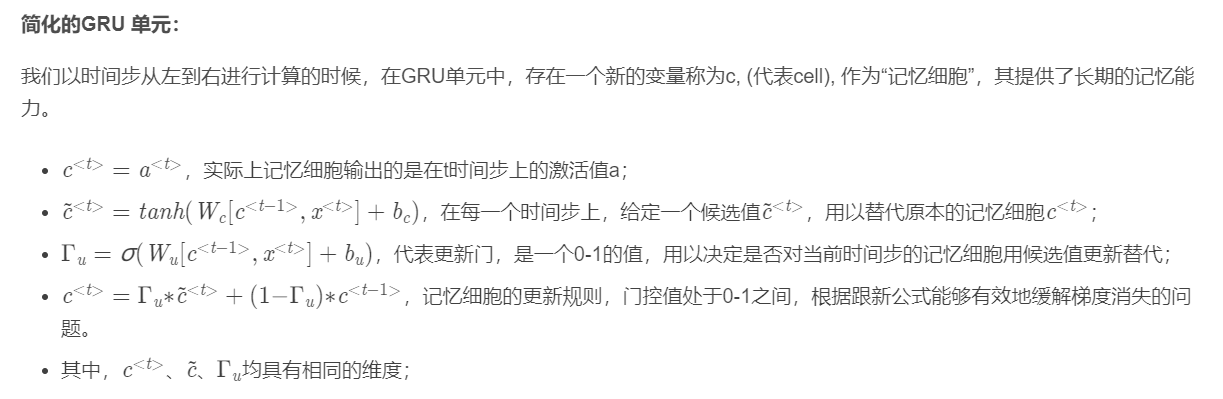 简化的GRU 单元：
我们以时间步从左到右进行计算的时候，在GRU单元中，存在一个新的变量称为c, (代表cell), 作为“记忆细胞”，其提供了长期的记忆能
力。
• c^{<t>} = a^{<t>}，实际上记忆细胞输出的是在t时间步上的激活值a；
• c̃^{<t>} = tanh(W_c[c^{<t-1>}, x^{<t>}] + b_c)，在每一个时间步上，给定一个候选值c̃^{<t>}，用以替代原本的记忆细胞c^{<t>}；
• Γ_u = σ(W_u[c^{<t-1>}, x^{<t>}] + b_u)，代表更新门，是一个0-1的值，用以决定是否对当前时间步的记忆细胞用候选值更新替代；
• c^{<t>} = Γ_u*c̃^{<t>} + (1−Γ_u)*c^{<t-1>}，记忆细胞的更新规则，门控值处于0-1之间，根据跟新公式能够有效地缓解梯度消失的问
题。
• 其中，c^{<t>}、c̃、Γ_u均具有相同的维度；